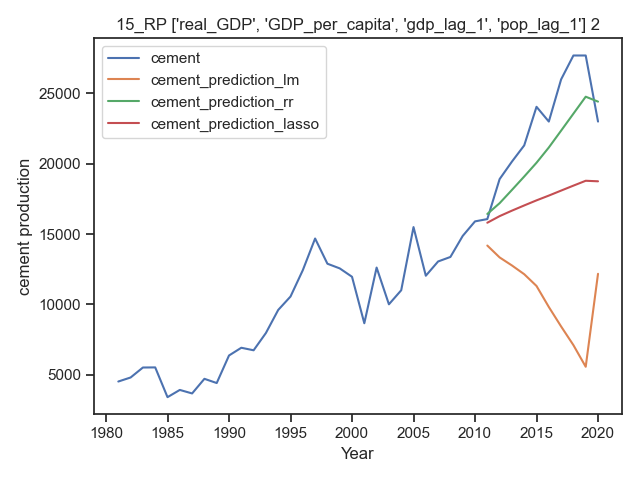 15_RP ['real_GDP', 'GDP_per_capita', 'gdp_lag_1', 'pop_lag_1'] 2
cement
cement_prediction_lm
cement_prediction_rr
cement_prediction_lasso
cement production
25000
20000
15000
10000
5000
1980 1985 1990 1995 2000 2005 2010 2015 2020
Year